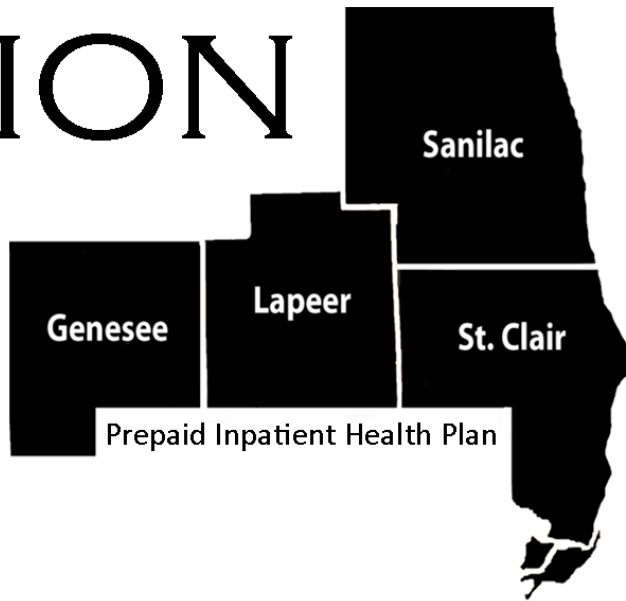 ION
Sanilac
Lapeer
Genesee
St. Clair
Prepaid Inpatient Health Plan